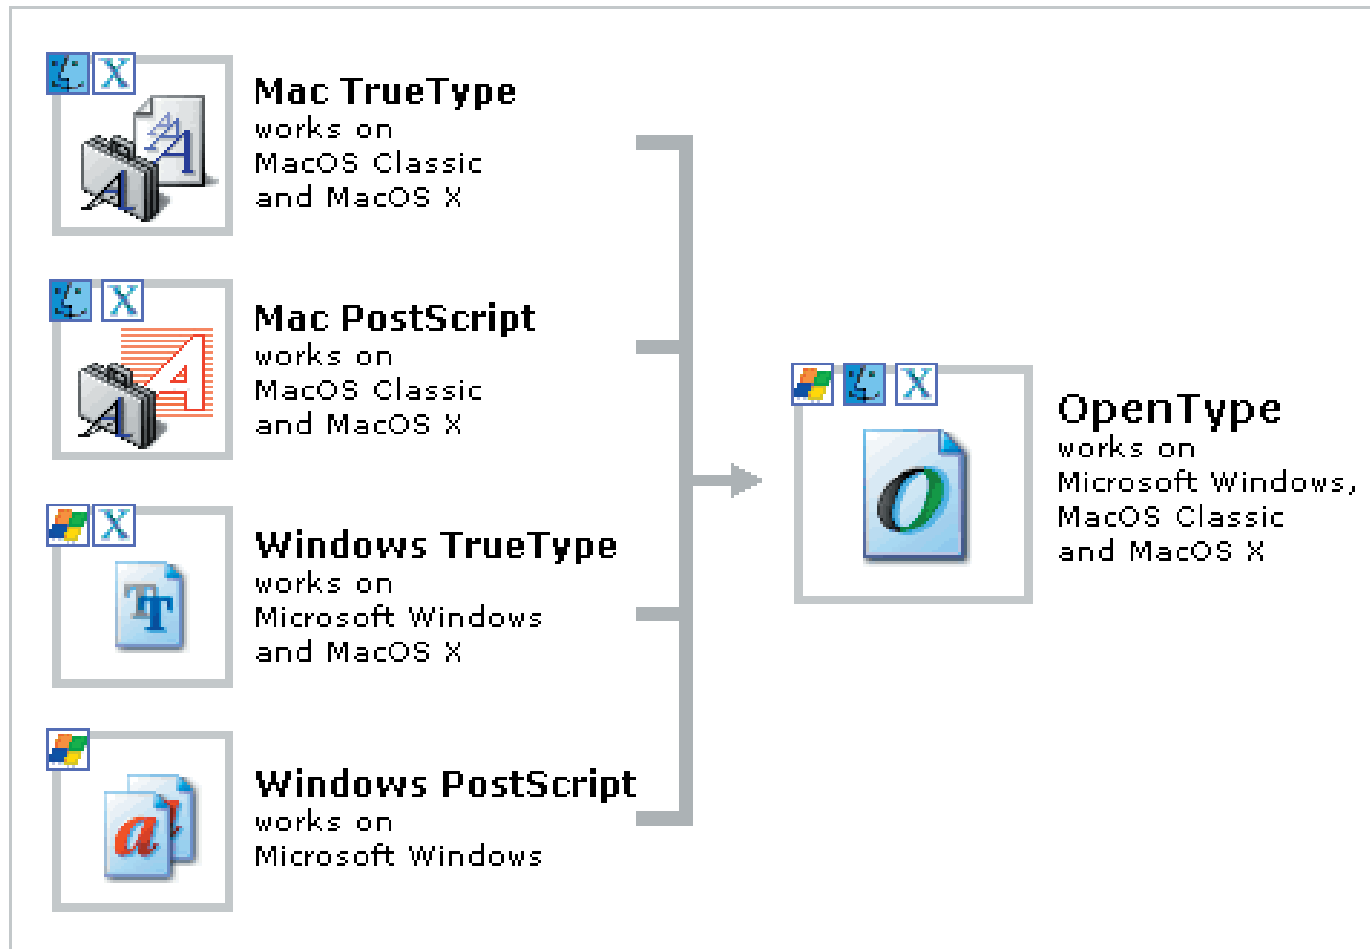 Mac TrueType
works on
MacOS Classic
and MacOS X
Mac PostScript
works on
MacOS Classic
and MacOS X
Windows TrueType
works on
Microsoft Windows
and MacOS X
Windows PostScript
works on
Microsoft Windows
OpenType
works on
Microsoft Windows,
MacOS Classic
and MacOS X